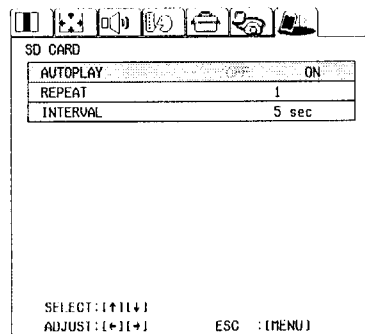 SD CARD
AUTOPLAY OFF ON
REPEAT 1
INTERVAL 5 sec
SELECT:[↑][↓]
ADJUST:[←][→] ESC :[MENU]